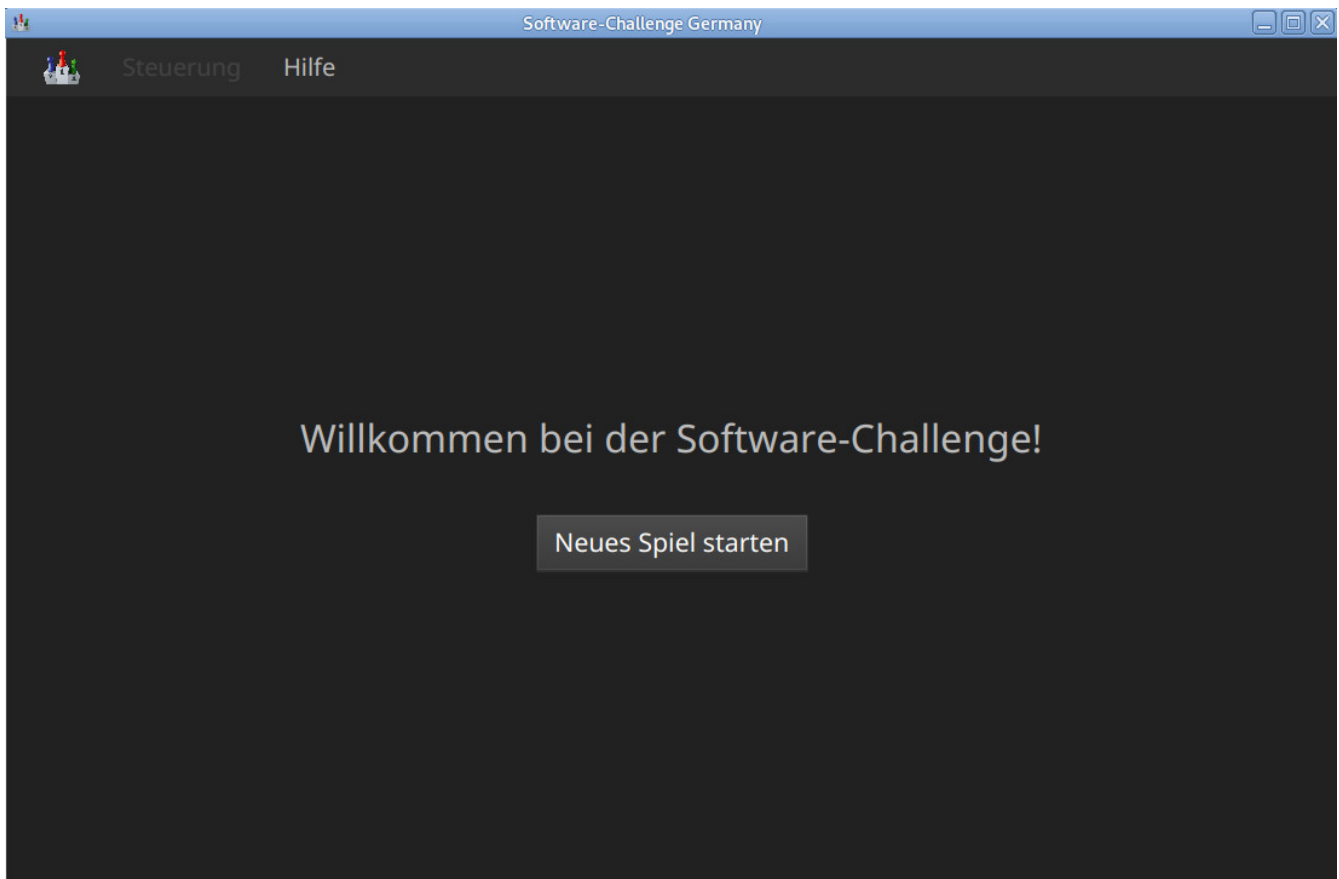 Software-Challenge Germany
Steuerung Hilfe
Willkommen bei der Software-Challenge!
Neues Spiel starten